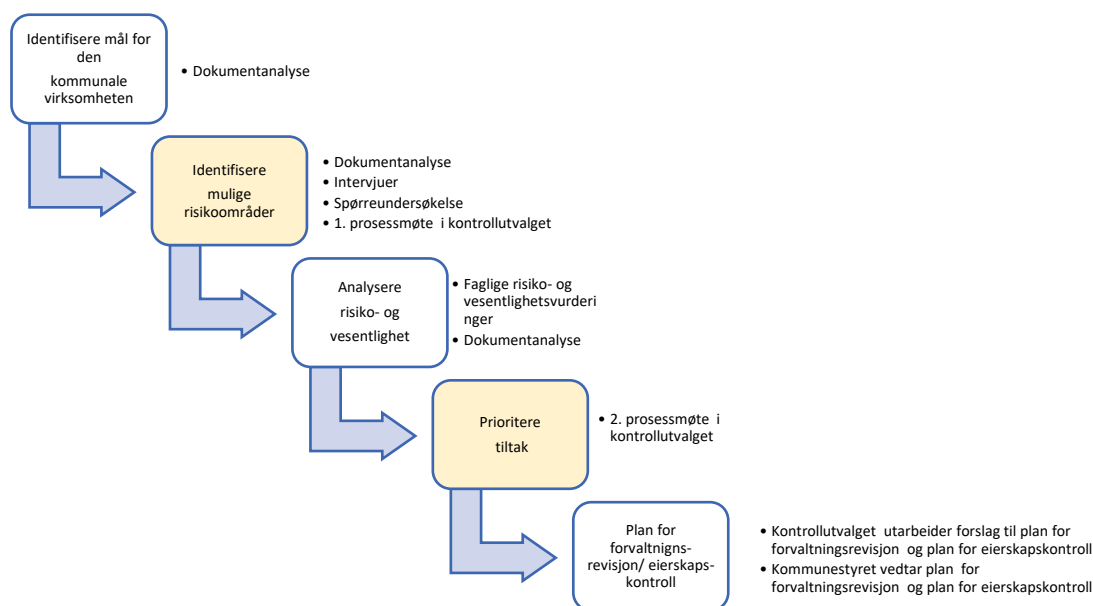 Identifisere mål for
den
kommunale
virksomheten
• Dokumentanalyse
Identifisere
mulige
risikoområder
• Dokumentanalyse
• Intervjuer
• Spørreundersøkelse
• 1. prosessmøte i kontrollutvalget
Analysere
risiko- og
vesentlighet
• Faglige risiko- og
vesentlighetsvurderi
nger
• Dokumentanalyse
Prioritere
tiltak
• 2. prosessmøte i
kontrollutvalget
Plan for
forvaltnigns-
revisjon/ eierskaps-
kontroll
• Kontrollutvalget utarbeider forslag til plan for
forvaltningsrevisjon og plan for eierskapskontroll
• Kommunestyret vedtar plan for
forvaltningsrevisjon og plan for eierskapskontroll